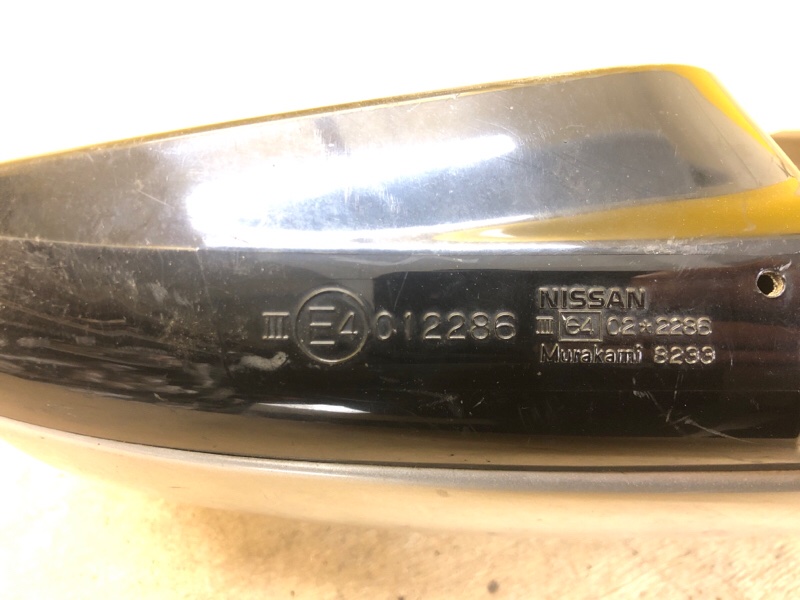 III E4 012286
NISSAN
III e4 02*2286
Murakami 8233